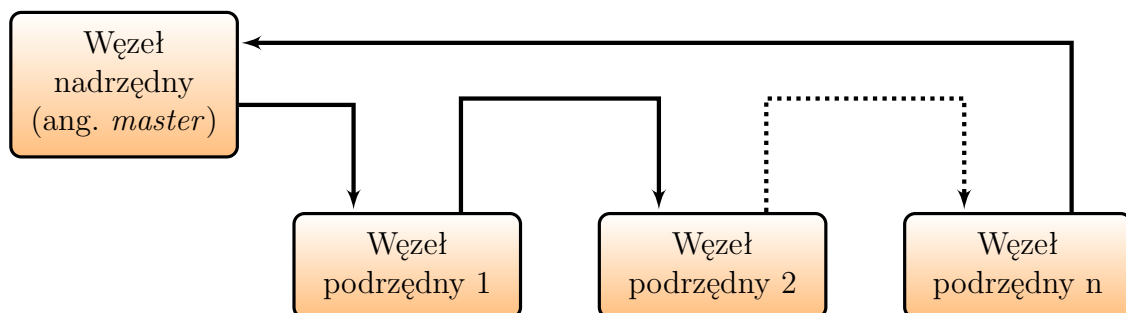 Węzeł
nadrzędny
(ang. master)
Węzeł
podrzędny 1
Węzeł
podrzędny 2
Węzeł
podrzędny n